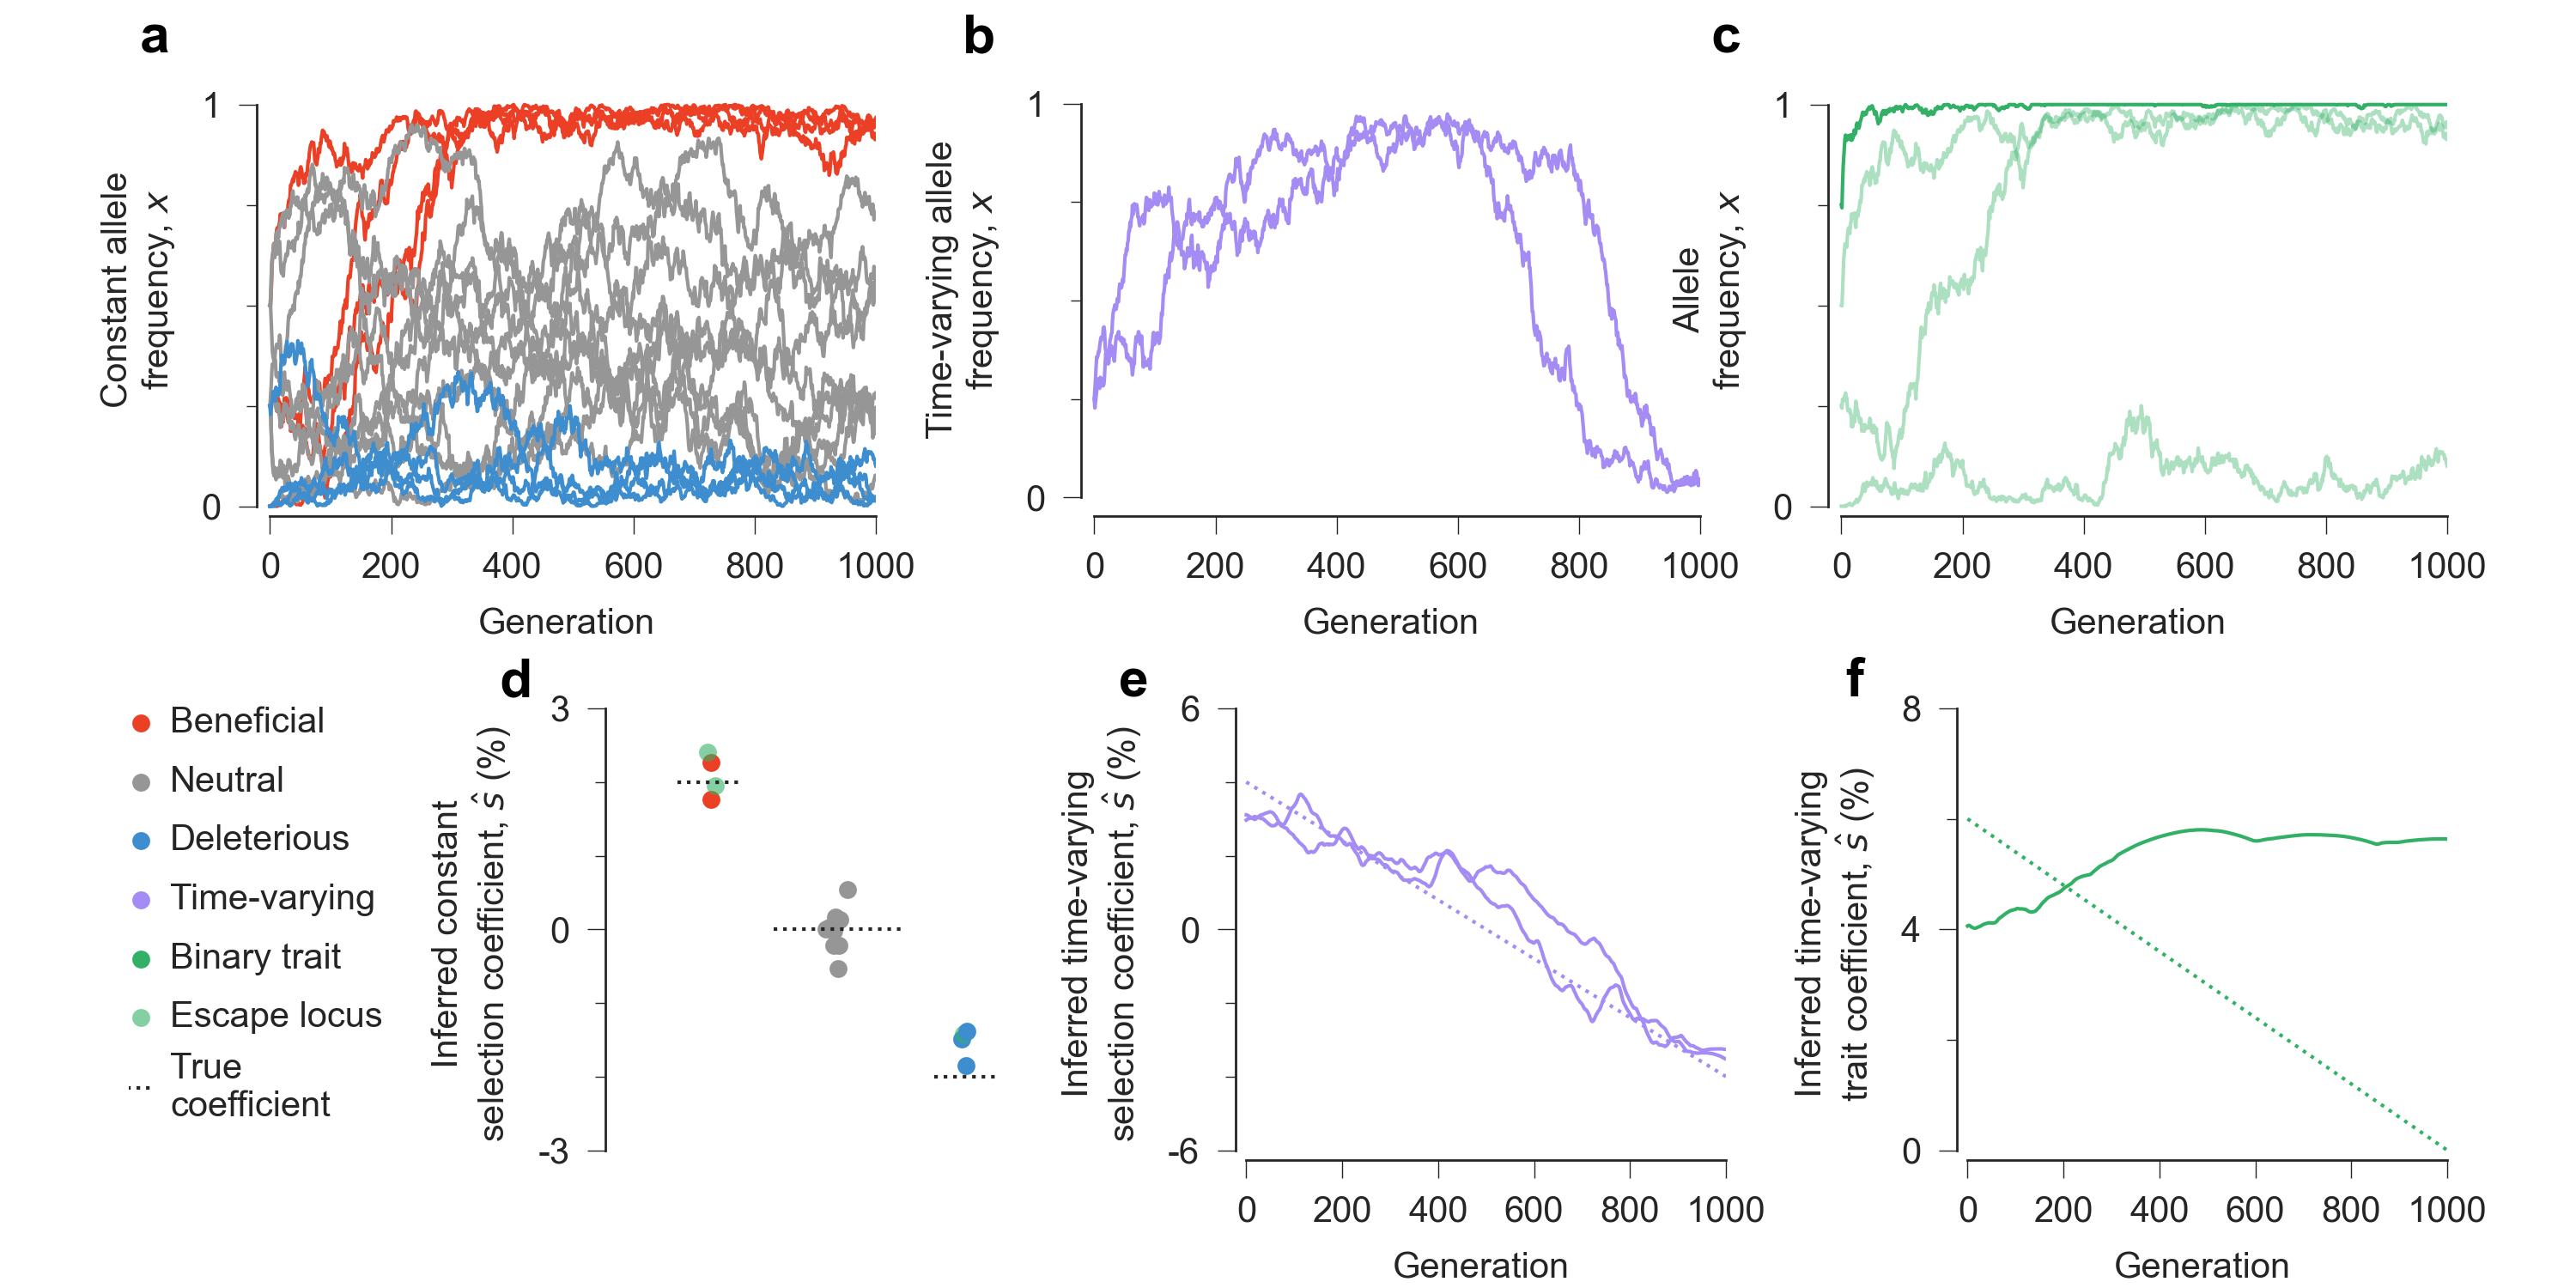 a
1
0
Constant allele
frequency, x
0 200 400 600 800 1000
Generation
b
1
0
Time-varying allele
frequency, x
0 200 400 600 800 1000
Generation
c
1
0
Allele
frequency, x
0 200 400 600 800 1000
Generation
Beneficial
Neutral
Deleterious
Time-varying
Binary trait
Escape locus
True
coefficient
d
3
0
-3
Inferred constant
selection coefficient, ŝ (%)
e
6
0
-6
Inferred time-varying
selection coefficient, ŝ (%)
0 200 400 600 800 1000
Generation
f
8
4
0
Inferred time-varying
trait coefficient, ŝ (%)
0 200 400 600 800 1000
Generation